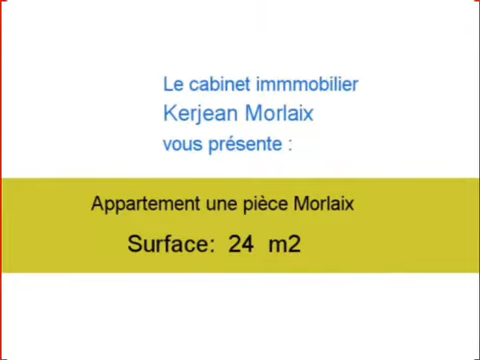 Le cabinet immmobilier
Kerjean Morlaix
vous présente :
Appartement une pièce Morlaix
Surface: 24 m2